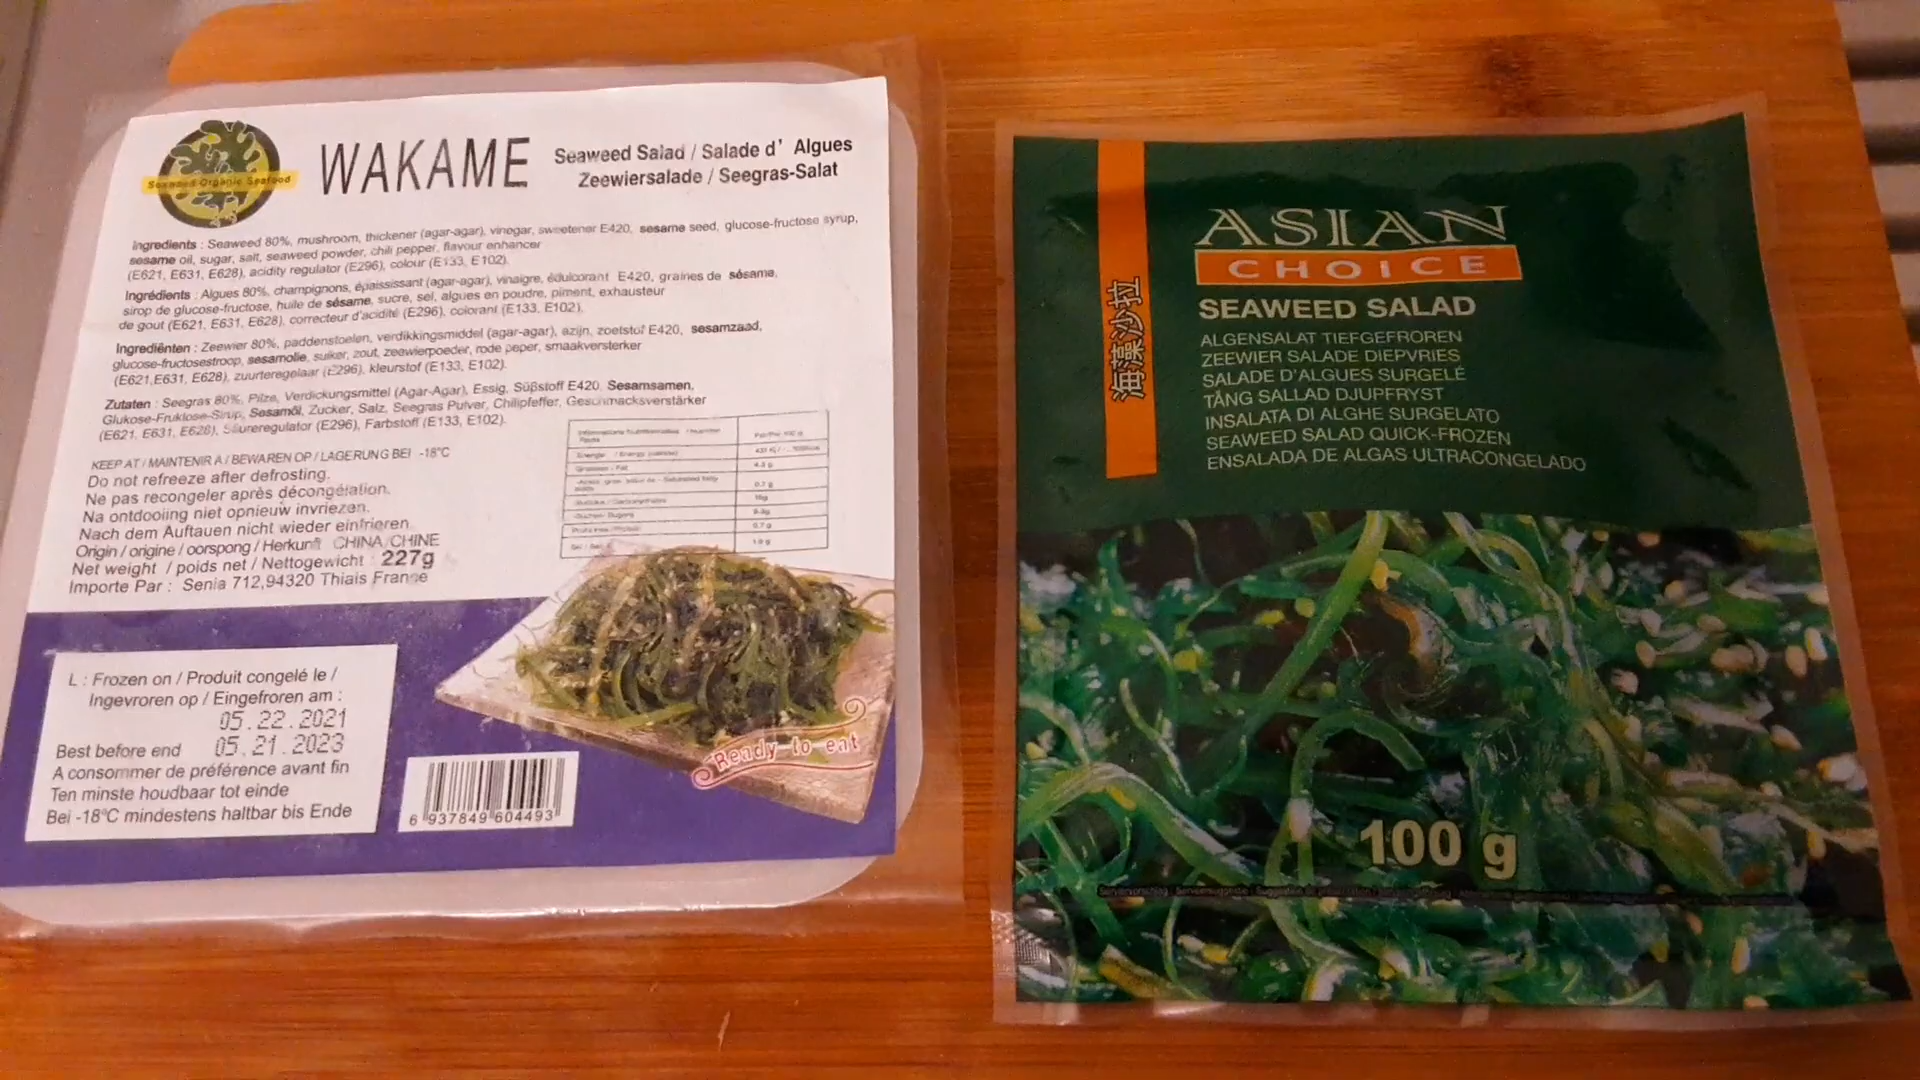 Seaweed Organic Seafood
WAKAME
Seaweed Salad / Salade d' Algues
Zeewiersalade / Seegras-Salat
Ingredients : Seaweed 80%, mushroom, thickener (agar-agar), vinegar, sweetener E420, sesame seed, glucose-fructose syrup,
sesame oil, sugar, salt, seaweed powder, chili pepper, flavour enhancer
(E621, E631, E628), acidity regulator (E296), colour (E133, E102).
Ingrédients : Algues 80%, champignons, épaississant (agar-agar), vinaigre, édulcorant E420, graines de sésame,
sirop de glucose-fructose, huile de sésame, sucre, sel, algues en poudre, piment, exhausteur
de gout (E621, E631, E628), correcteur d'acidité (E296), colorant (E133, E102).
Ingrediënten : Zeewier 80%, paddenstoelen, verdikkingsmiddel (agar-agar), azijn, zoetstof E420, sesamzaad,
glucose-fructosestroop, sesamolie, suiker, zout, zeewierpoeder, rode peper, smaakversterker
(E621,E631, E628), zuurteregelaar (E296), kleurstof (E133, E102).
Zutaten : Seegras 80%, Pilze, Verdickungsmittel (Agar-Agar), Essig, Süβstoff E420. Sesamsamen,
Glukose-Fruktose-Sirup, Sesamöl, Zucker, Salz, Seegras Pulver, Chilipfeffer, Geschmacksverstärker
(E621, E631, E628), Säureregulator (E296), Farbstoff (E133, E102).
KEEP AT / MAINTENIR A / BEWAREN OP / LAGERUNG BEI -18°C
Do not refreeze after defrosting.
Ne pas recongeler après décongélation.
Na ontdooiing niet opnieuw invriezen.
Nach dem Auftauen nicht wieder einfrieren
Origin / origine / oorspong / Herkunft CHINA/CHINE
Net weight / poids net / Nettogewicht : 227g
Importe Par : Senia 712,94320 Thiais France
L : Frozen on / Produit congelé le /
Ingevroren op / Eingefroren am :
05.22.2021
Best before end 05.21.2023
A consommer de préférence avant fin
Ten minste houdbaar tot einde
Bei -18°C mindestens haltbar bis Ende
6 937849 604493
Ready to eat
海藻沙拉
ASIAN
CHOICE
SEAWEED SALAD
ALGENSALAT TIEFGEFROREN
ZEEWIER SALADE DIEPVRIES
SALADE D'ALGUES SURGELÉ
TÅNG SALLAD DJUPFRYST
INSALATA DI ALGHE SURGELATO
SEAWEED SALAD QUICK-FROZEN
ENSALADA DE ALGAS ULTRACONGELADO
100 g